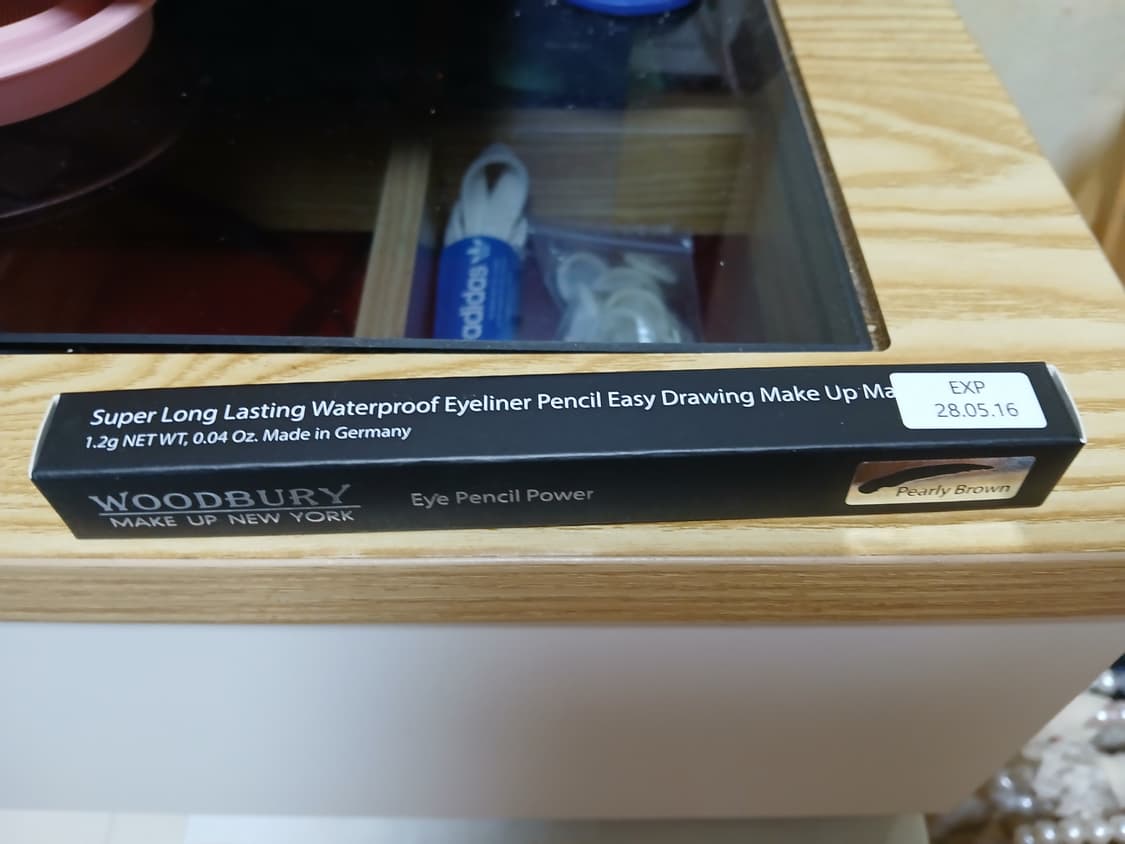 adidas
Super Long Lasting Waterproof Eyeliner Pencil Easy Drawing Make Up Ma
1.2g NET WT, 0.04 Oz. Made in Germany
EXP
28.05.16
WOODBURY
MAKE UP NEW YORK
Eye Pencil Power
Pearly Brown